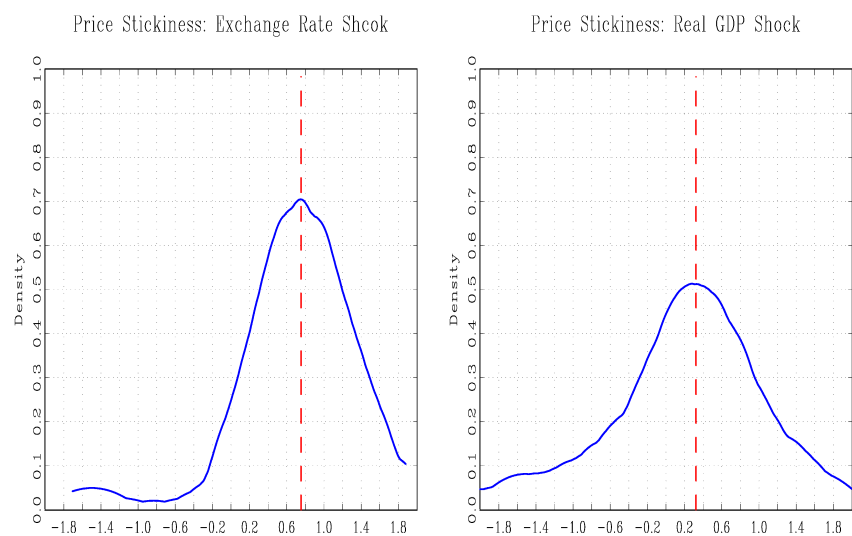 Price Stickiness: Exchange Rate Shcok
Density
0.0 0.1 0.2 0.3 0.4 0.5 0.6 0.7 0.8 0.9 1.0
-1.8 -1.4 -1.0 -0.6 -0.2 0.2 0.6 1.0 1.4 1.8
Price Stickiness: Real GDP Shock
Density
0.0 0.1 0.2 0.3 0.4 0.5 0.6 0.7 0.8 0.9 1.0
-1.8 -1.4 -1.0 -0.6 -0.2 0.2 0.6 1.0 1.4 1.8